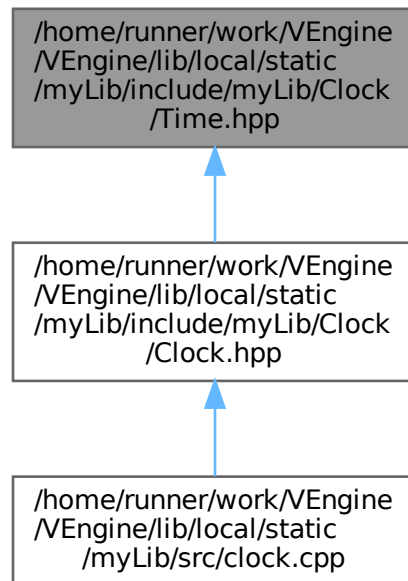 /home/runner/work/VEngine
/VEngine/lib/local/static
/myLib/include/myLib/Clock
/Time.hpp
/home/runner/work/VEngine
/VEngine/lib/local/static
/myLib/include/myLib/Clock
/Clock.hpp
/home/runner/work/VEngine
/VEngine/lib/local/static
/myLib/src/clock.cpp